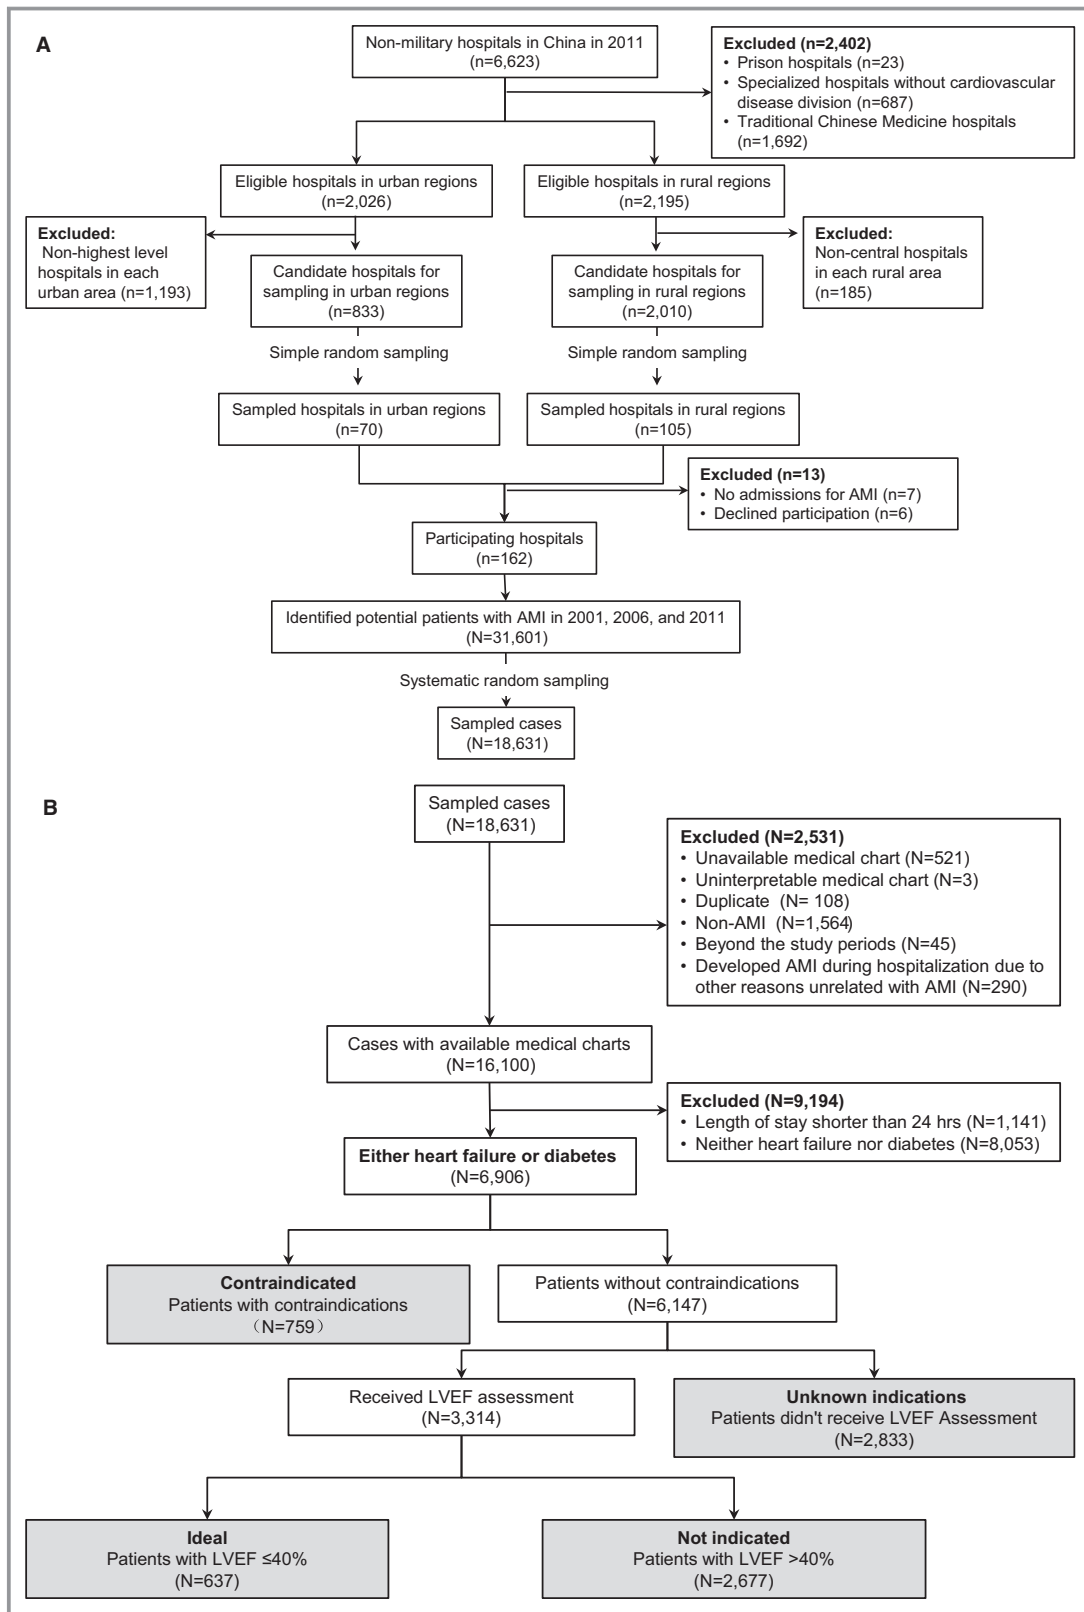 A
Non-military hospitals in China in 2011
(n=6,623)
Excluded (n=2,402)
• Prison hospitals (n=23)
• Specialized hospitals without cardiovascular
disease division (n=687)
• Traditional Chinese Medicine hospitals
(n=1,692)
Eligible hospitals in urban regions
(n=2,026)
Eligible hospitals in rural regions
(n=2,195)
Excluded:
Non-highest level
hospitals in each
urban area (n=1,193)
Candidate hospitals for
sampling in urban regions
(n=833)
Candidate hospitals for
sampling in rural regions
(n=2,010)
Excluded:
Non-central hospitals
in each rural area
(n=185)
Simple random sampling
Simple random sampling
Sampled hospitals in urban regions
(n=70)
Sampled hospitals in rural regions
(n=105)
Excluded (n=13)
• No admissions for AMI (n=7)
• Declined participation (n=6)
Participating hospitals
(n=162)
Identified potential patients with AMI in 2001, 2006, and 2011
(N=31,601)
Systematic random sampling
Sampled cases
(N=18,631)
B
Sampled cases
(N=18,631)
Excluded (N=2,531)
• Unavailable medical chart (N=521)
• Uninterpretable medical chart (N=3)
• Duplicate (N= 108)
• Non-AMI (N=1,564)
• Beyond the study periods (N=45)
• Developed AMI during hospitalization due to
other reasons unrelated with AMI (N=290)
Cases with available medical charts
(N=16,100)
Excluded (N=9,194)
• Length of stay shorter than 24 hrs (N=1,141)
• Neither heart failure nor diabetes (N=8,053)
Either heart failure or diabetes
(N=6,906)
Contraindicated
Patients with contraindications
（N=759）
Patients without contraindications
(N=6,147)
Received LVEF assessment
(N=3,314)
Unknown indications
Patients didn't receive LVEF Assessment
(N=2,833)
Ideal
Patients with LVEF ≤40%
(N=637)
Not indicated
Patients with LVEF >40%
(N=2,677)